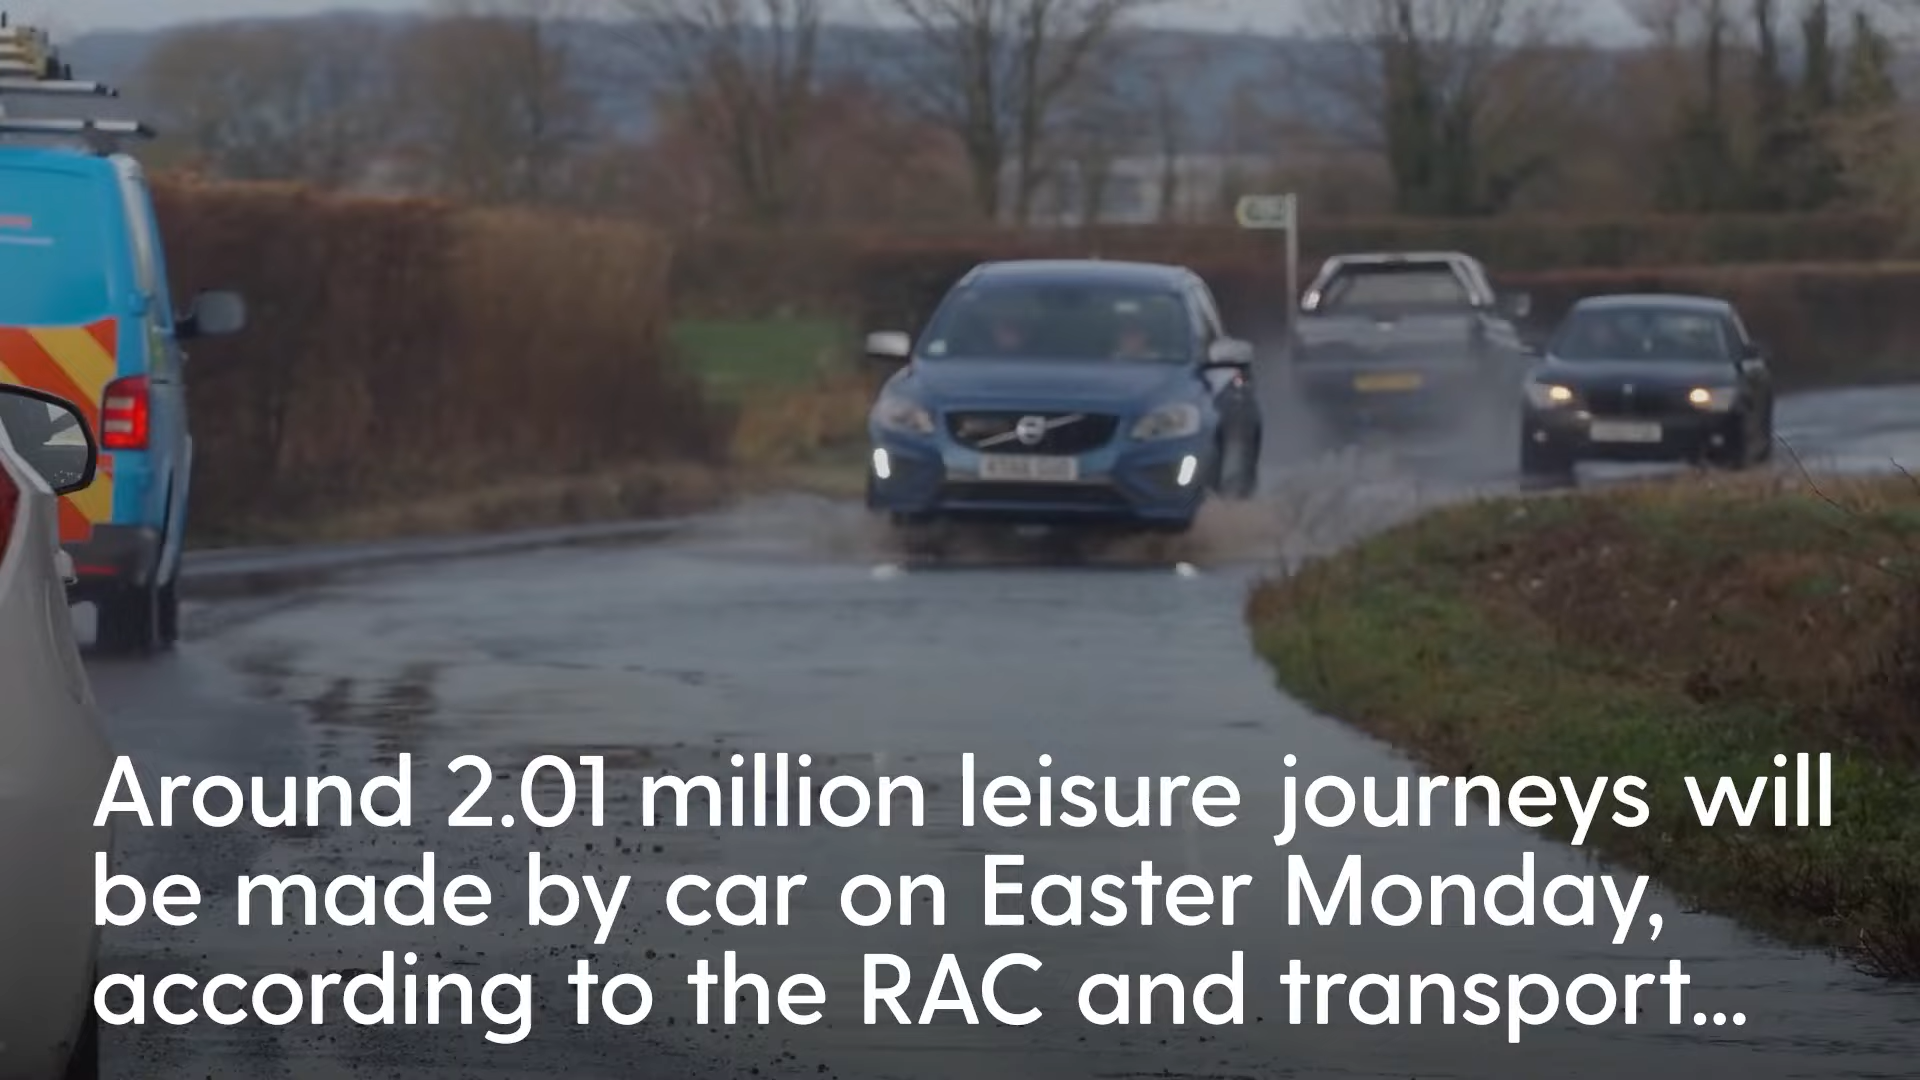 Around 2.01 million leisure journeys will
be made by car on Easter Monday,
according to the RAC and transport...